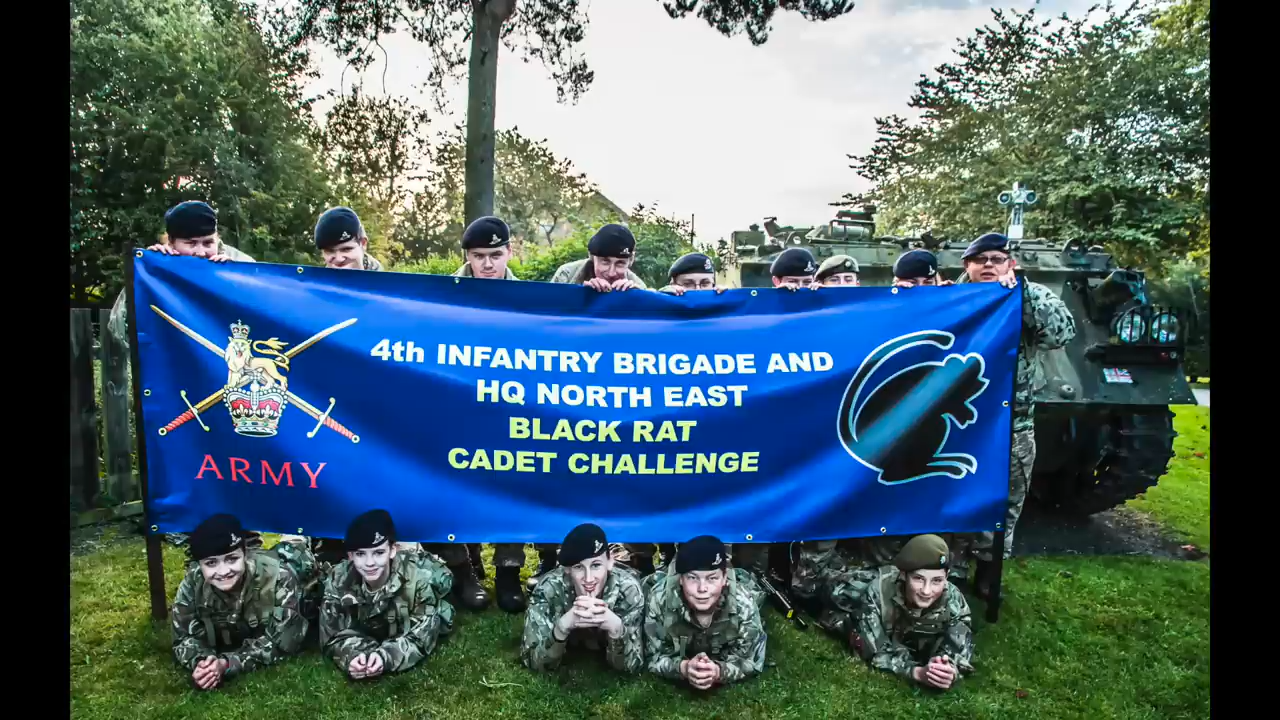 4th INFANTRY BRIGADE AND
HQ NORTH EAST
BLACK RAT
CADET CHALLENGE
ARMY